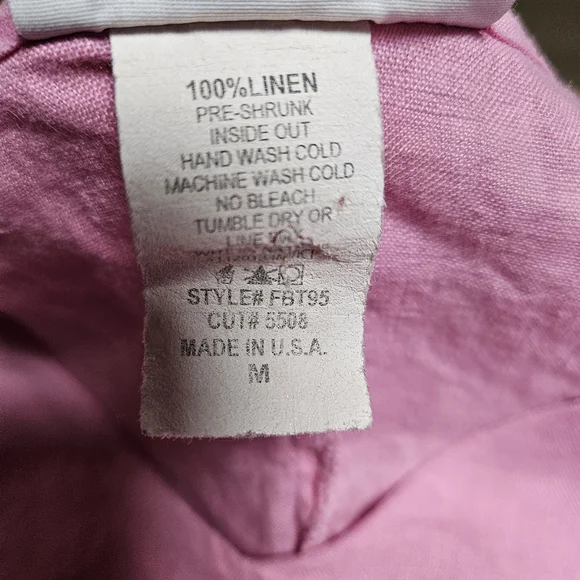 100%LINEN
PRE-SHRUNK
INSIDE OUT
HAND WASH COLD
MACHINE WASH COLD
NO BLEACH
TUMBLE DRY OR
LINE
STYLE# FBT95
CUT# 5508
MADE IN U.S.A.
M